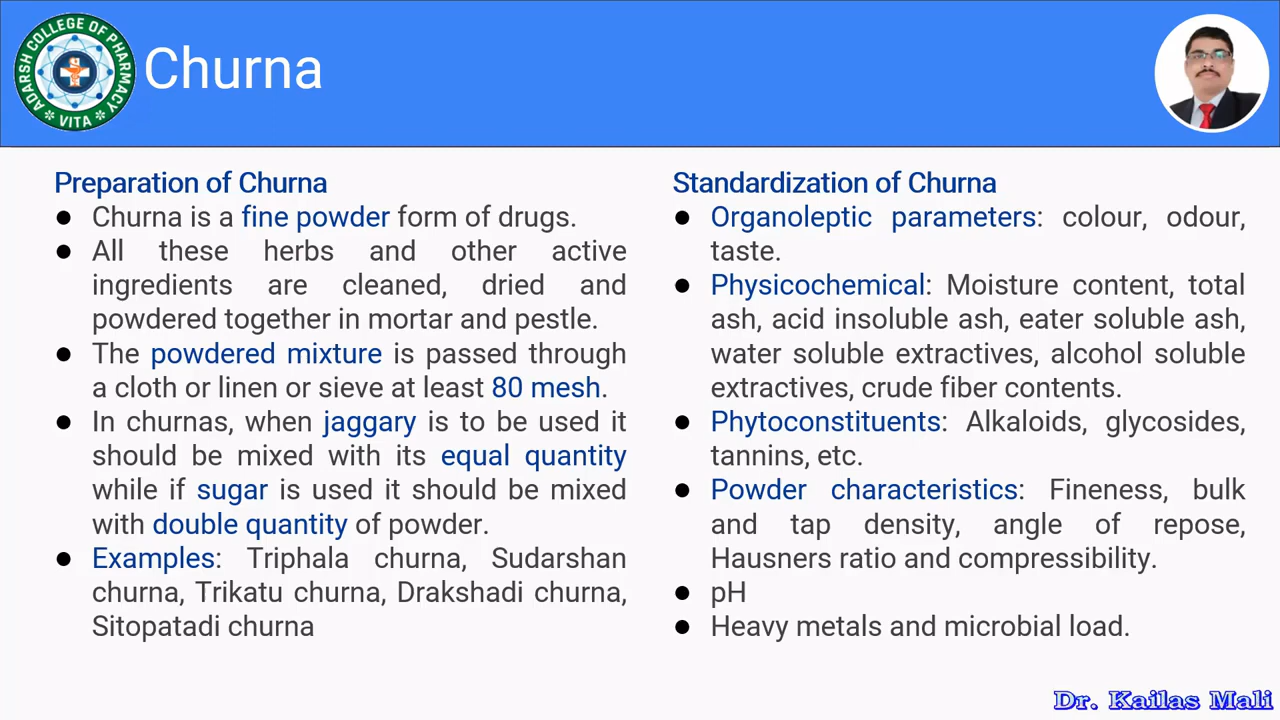 ADARSH COLLEGE OF PHARMACY
VITA
Churna
Preparation of Churna
● Churna is a fine powder form of drugs.
● All these herbs and other active
ingredients are cleaned, dried and
powdered together in mortar and pestle.
● The powdered mixture is passed through
a cloth or linen or sieve at least 80 mesh.
● In churnas, when jaggary is to be used it
should be mixed with its equal quantity
while if sugar is used it should be mixed
with double quantity of powder.
● Examples: Triphala churna, Sudarshan
churna, Trikatu churna, Drakshadi churna,
Sitopatadi churna
Standardization of Churna
● Organoleptic parameters: colour, odour,
taste.
● Physicochemical: Moisture content, total
ash, acid insoluble ash, eater soluble ash,
water soluble extractives, alcohol soluble
extractives, crude fiber contents.
● Phytoconstituents: Alkaloids, glycosides,
tannins, etc.
● Powder characteristics: Fineness, bulk
and tap density, angle of repose,
Hausners ratio and compressibility.
● pH
● Heavy metals and microbial load.
Dr. Kailas Mali